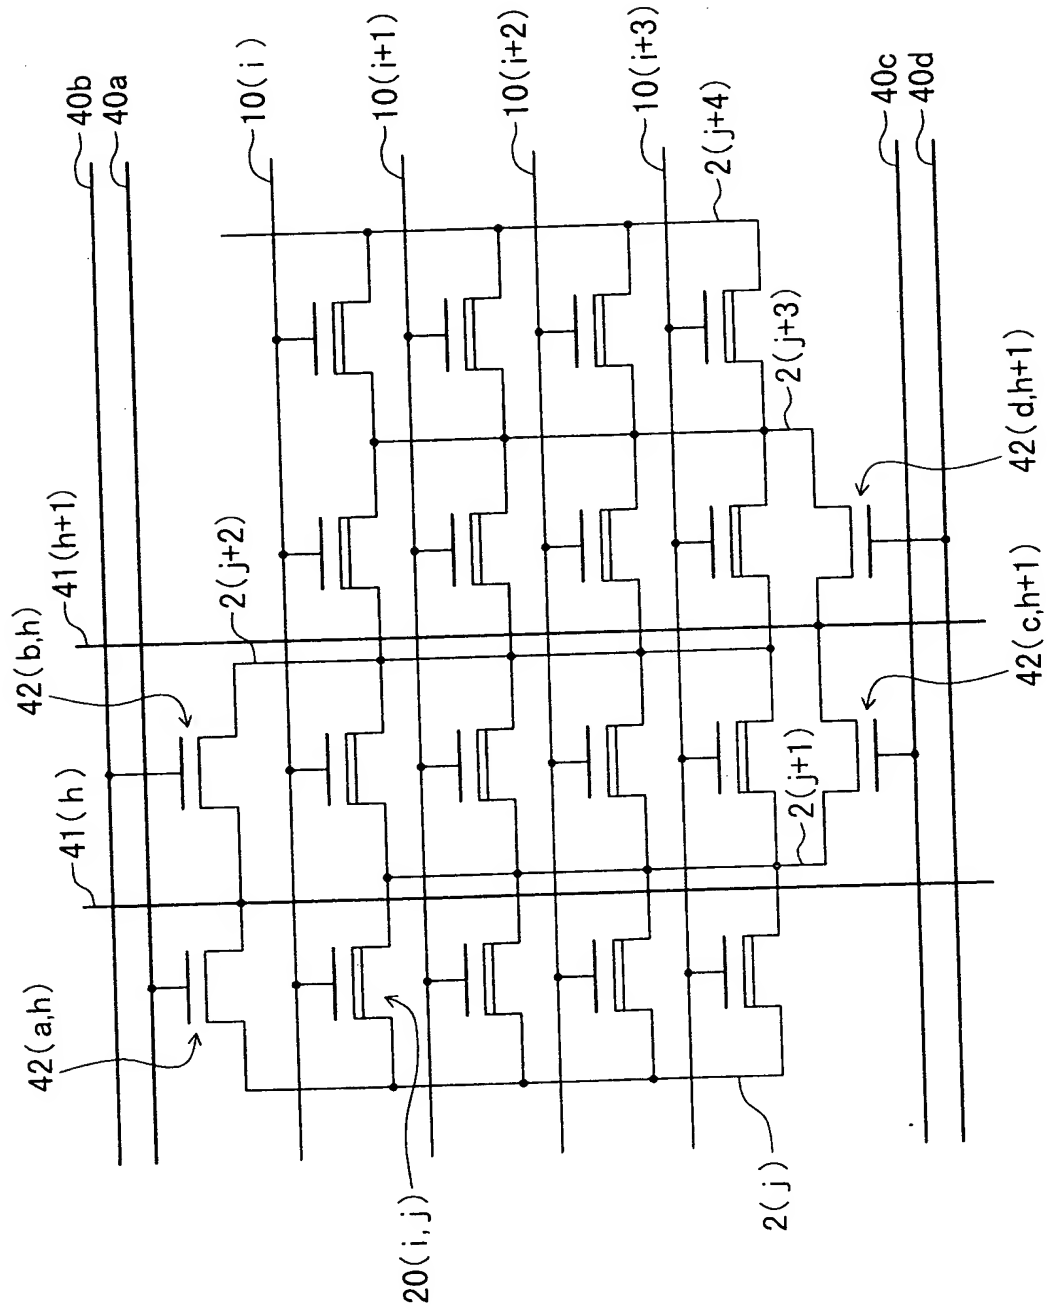 40b
40a
10(i)
10(i+1)
10(i+2)
10(i+3)
2(j+4)
40c
40d
2(j+3)
42(d,h+1)
41(h+1)
2(j+2)
42(b,h)
42(c,h+1)
41(h)
2(j+1)
42(a,h)
20(i,j)
2(j)